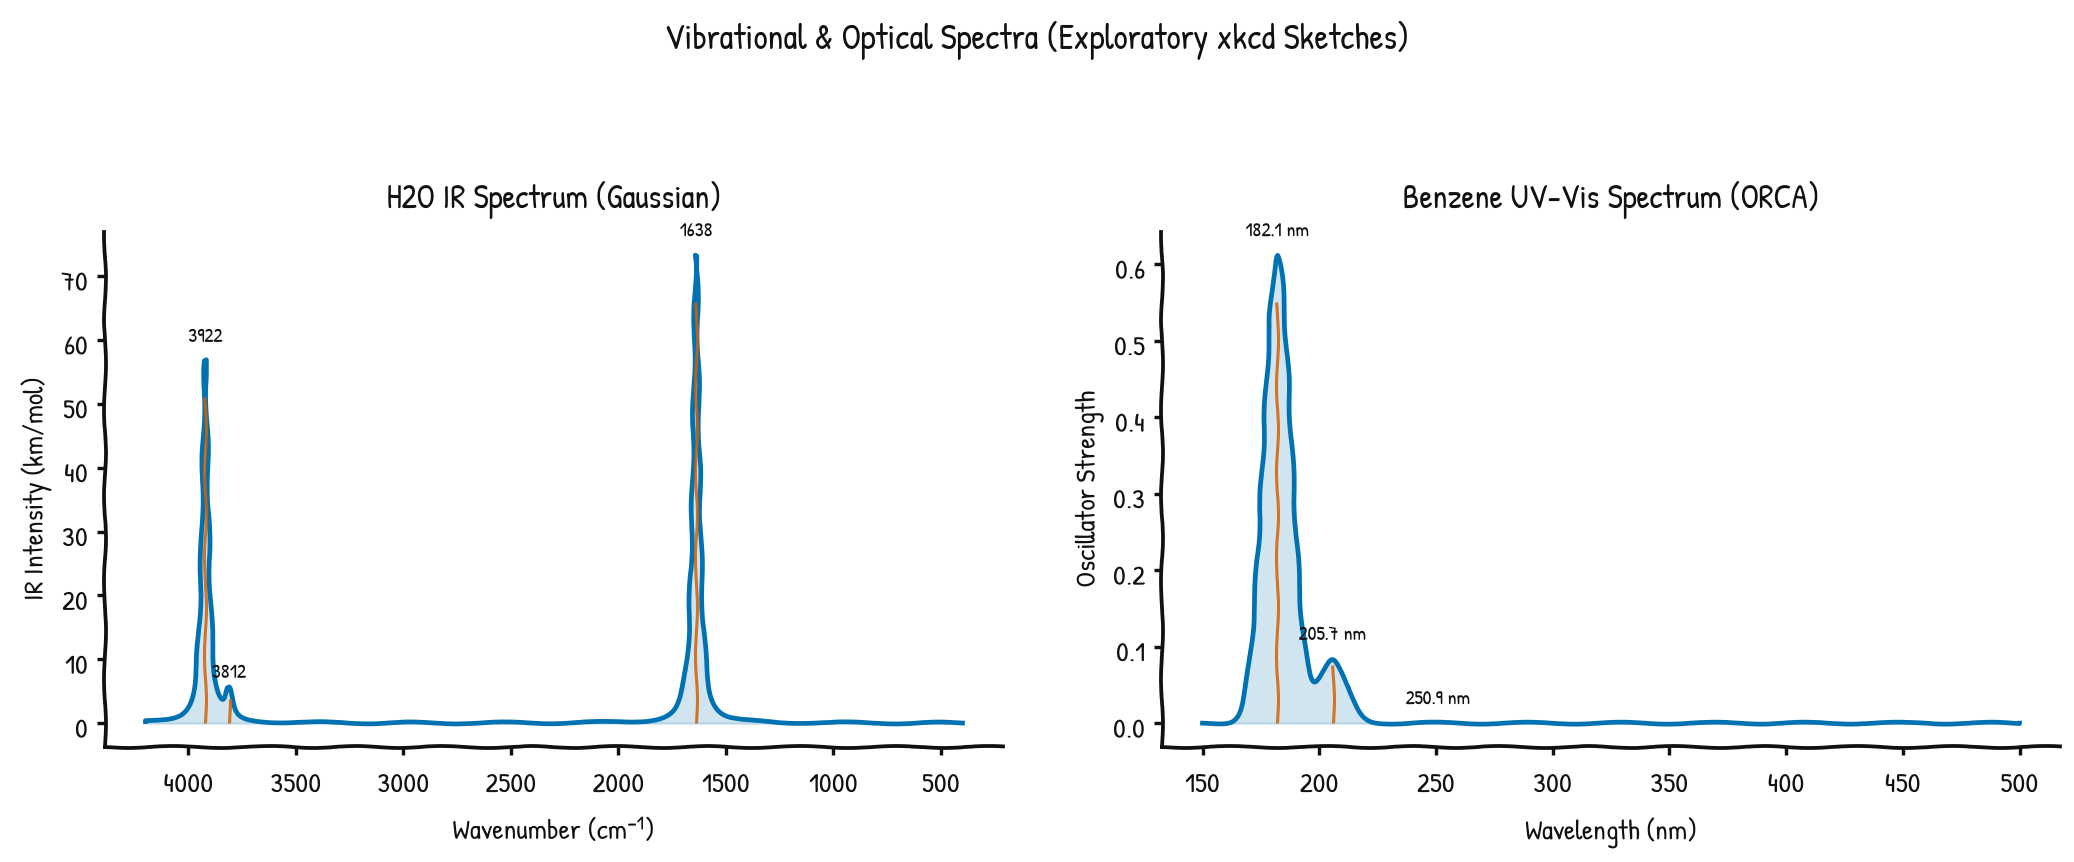 Vibrational & Optical Spectra (Exploratory xkcd Sketches)
H2O IR Spectrum (Gaussian)
1638
3922
3812
70
60
50
40
30
20
10
0
IR Intensity (km/mol)
4000 3500 3000 2500 2000 1500 1000 500
Wavenumber (cm⁻¹)
Benzene UV-Vis Spectrum (ORCA)
182.1 nm
205.7 nm
250.9 nm
0.6
0.5
0.4
0.3
0.2
0.1
0.0
Oscillator Strength
150 200 250 300 350 400 450 500
Wavelength (nm)